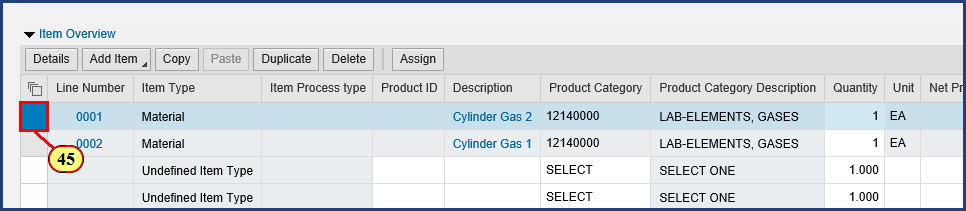 Item Overview
Details Add Item Copy Paste Duplicate Delete Assign
Line Number Item Type Item Process type Product ID Description Product Category Product Category Description Quantity Unit Net Pr
0001 Material Cylinder Gas 2 12140000 LAB-ELEMENTS, GASES 1 EA
0002 Material Cylinder Gas 1 12140000 LAB-ELEMENTS, GASES 1 EA
45
Undefined Item Type SELECT SELECT ONE 1.000
Undefined Item Type SELECT SELECT ONE 1.000